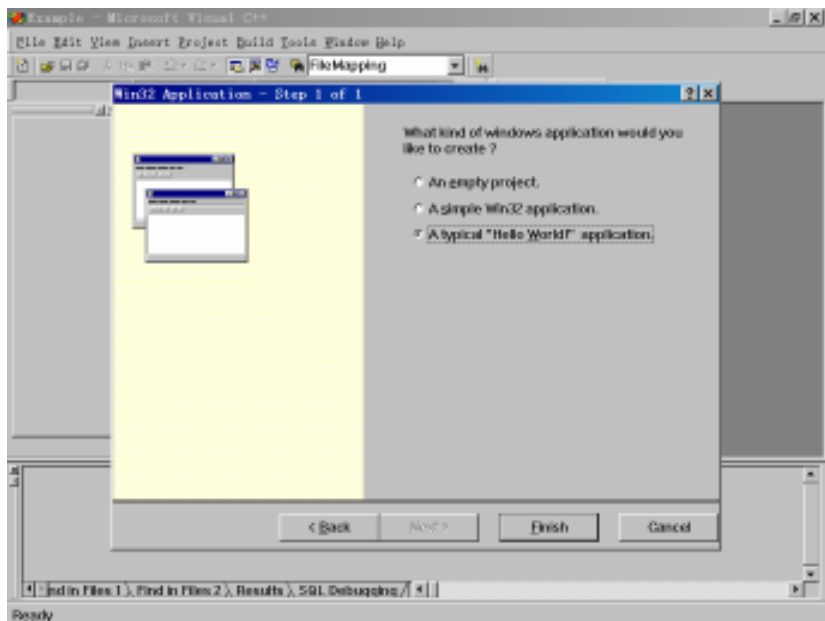 Example - Microsoft Visual C++
File Edit View Insert Project Build Tools Window Help
FileMapping
Win32 Application - Step 1 of 1
What kind of windows application would you
like to create ?
An empty project.
A simple Win32 application.
A typical "Hello World!" application.
< Back
Next >
Finish
Cancel
nd in Files 1
Find in Files 2
Results
SQL Debugging
Ready